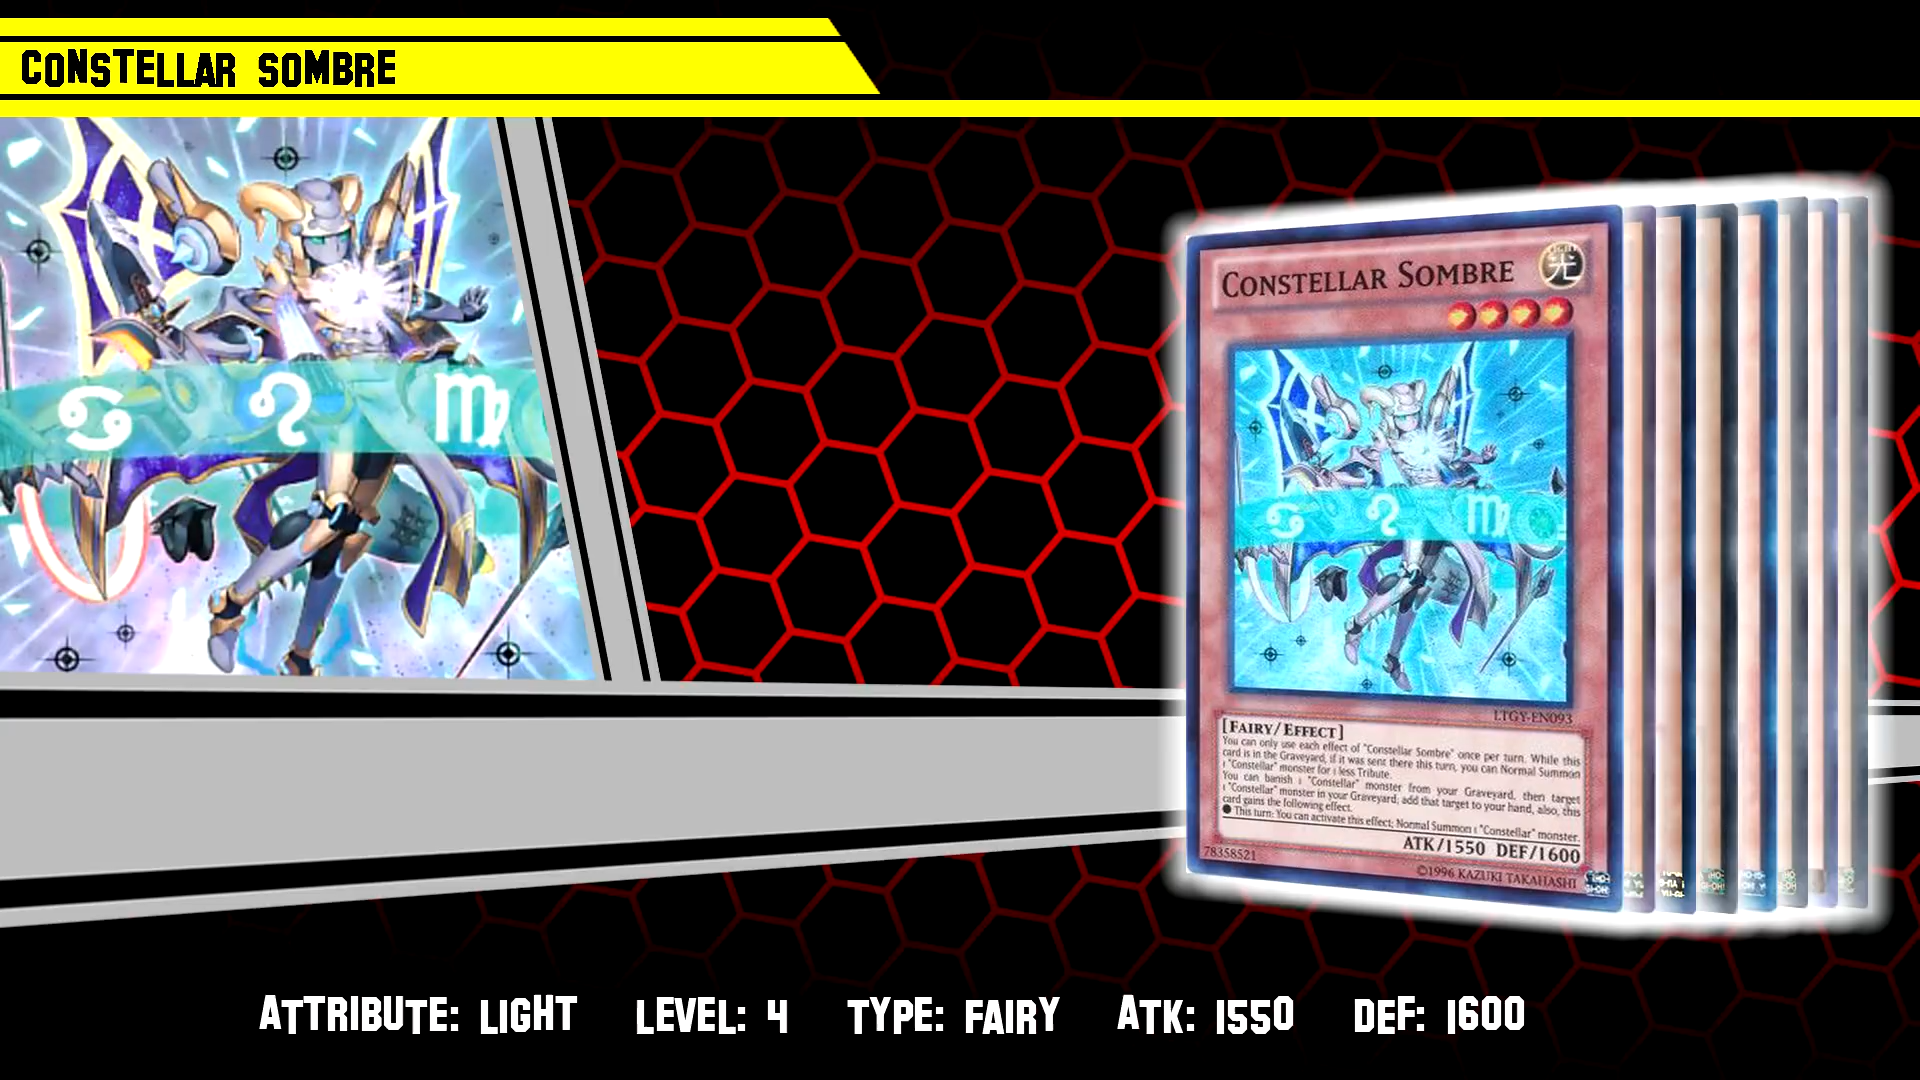 CONSTELLAR SOMBRE
CONSTELLAR SOMBRE
光
LTGY-EN093
[FAIRY/EFFECT]
You can only use each effect of "Constellar Sombre" once per turn. While this
card is in the Graveyard, if it was sent there this turn, you can Normal Summon
1 "Constellar" monster for 1 less Tribute.
You can banish 1 "Constellar" monster from your Graveyard, then target
1 "Constellar" monster in your Graveyard; add that target to your hand, also, this
card gains the following effect.
● This turn: You can activate this effect; Normal Summon 1 "Constellar" monster.
ATK/1550 DEF/1600
78358521
©1996 KAZUKI TAKAHASHI
ATTRIBUTE: LIGHT LEVEL: 4 TYPE: FAIRY ATK: 1550 DEF: 1600